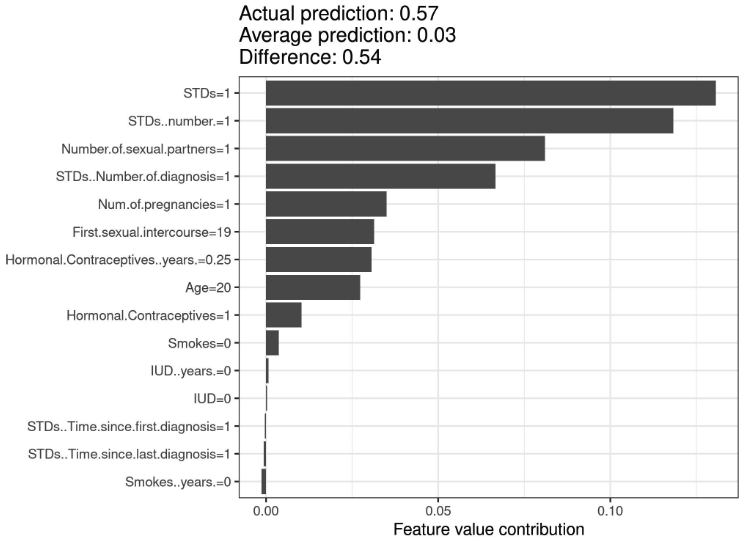 Actual prediction: 0.57
Average prediction: 0.03
Difference: 0.54
STDs=1
STDs..number.=1
Number.of.sexual.partners=1
STDs..Number.of.diagnosis=1
Num.of.pregnancies=1
First.sexual.intercourse=19
Hormonal.Contraceptives..years.=0.25
Age=20
Hormonal.Contraceptives=1
Smokes=0
IUD..years.=0
IUD=0
STDs..Time.since.first.diagnosis=1
STDs..Time.since.last.diagnosis=1
Smokes..years.=0
0.00 0.05 0.10
Feature value contribution